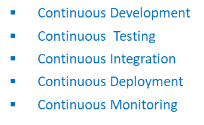 ▪ Continuous Development
▪ Continuous  Testing
▪ Continuous Integration
▪ Continuous Deployment
▪ Continuous Monitoring